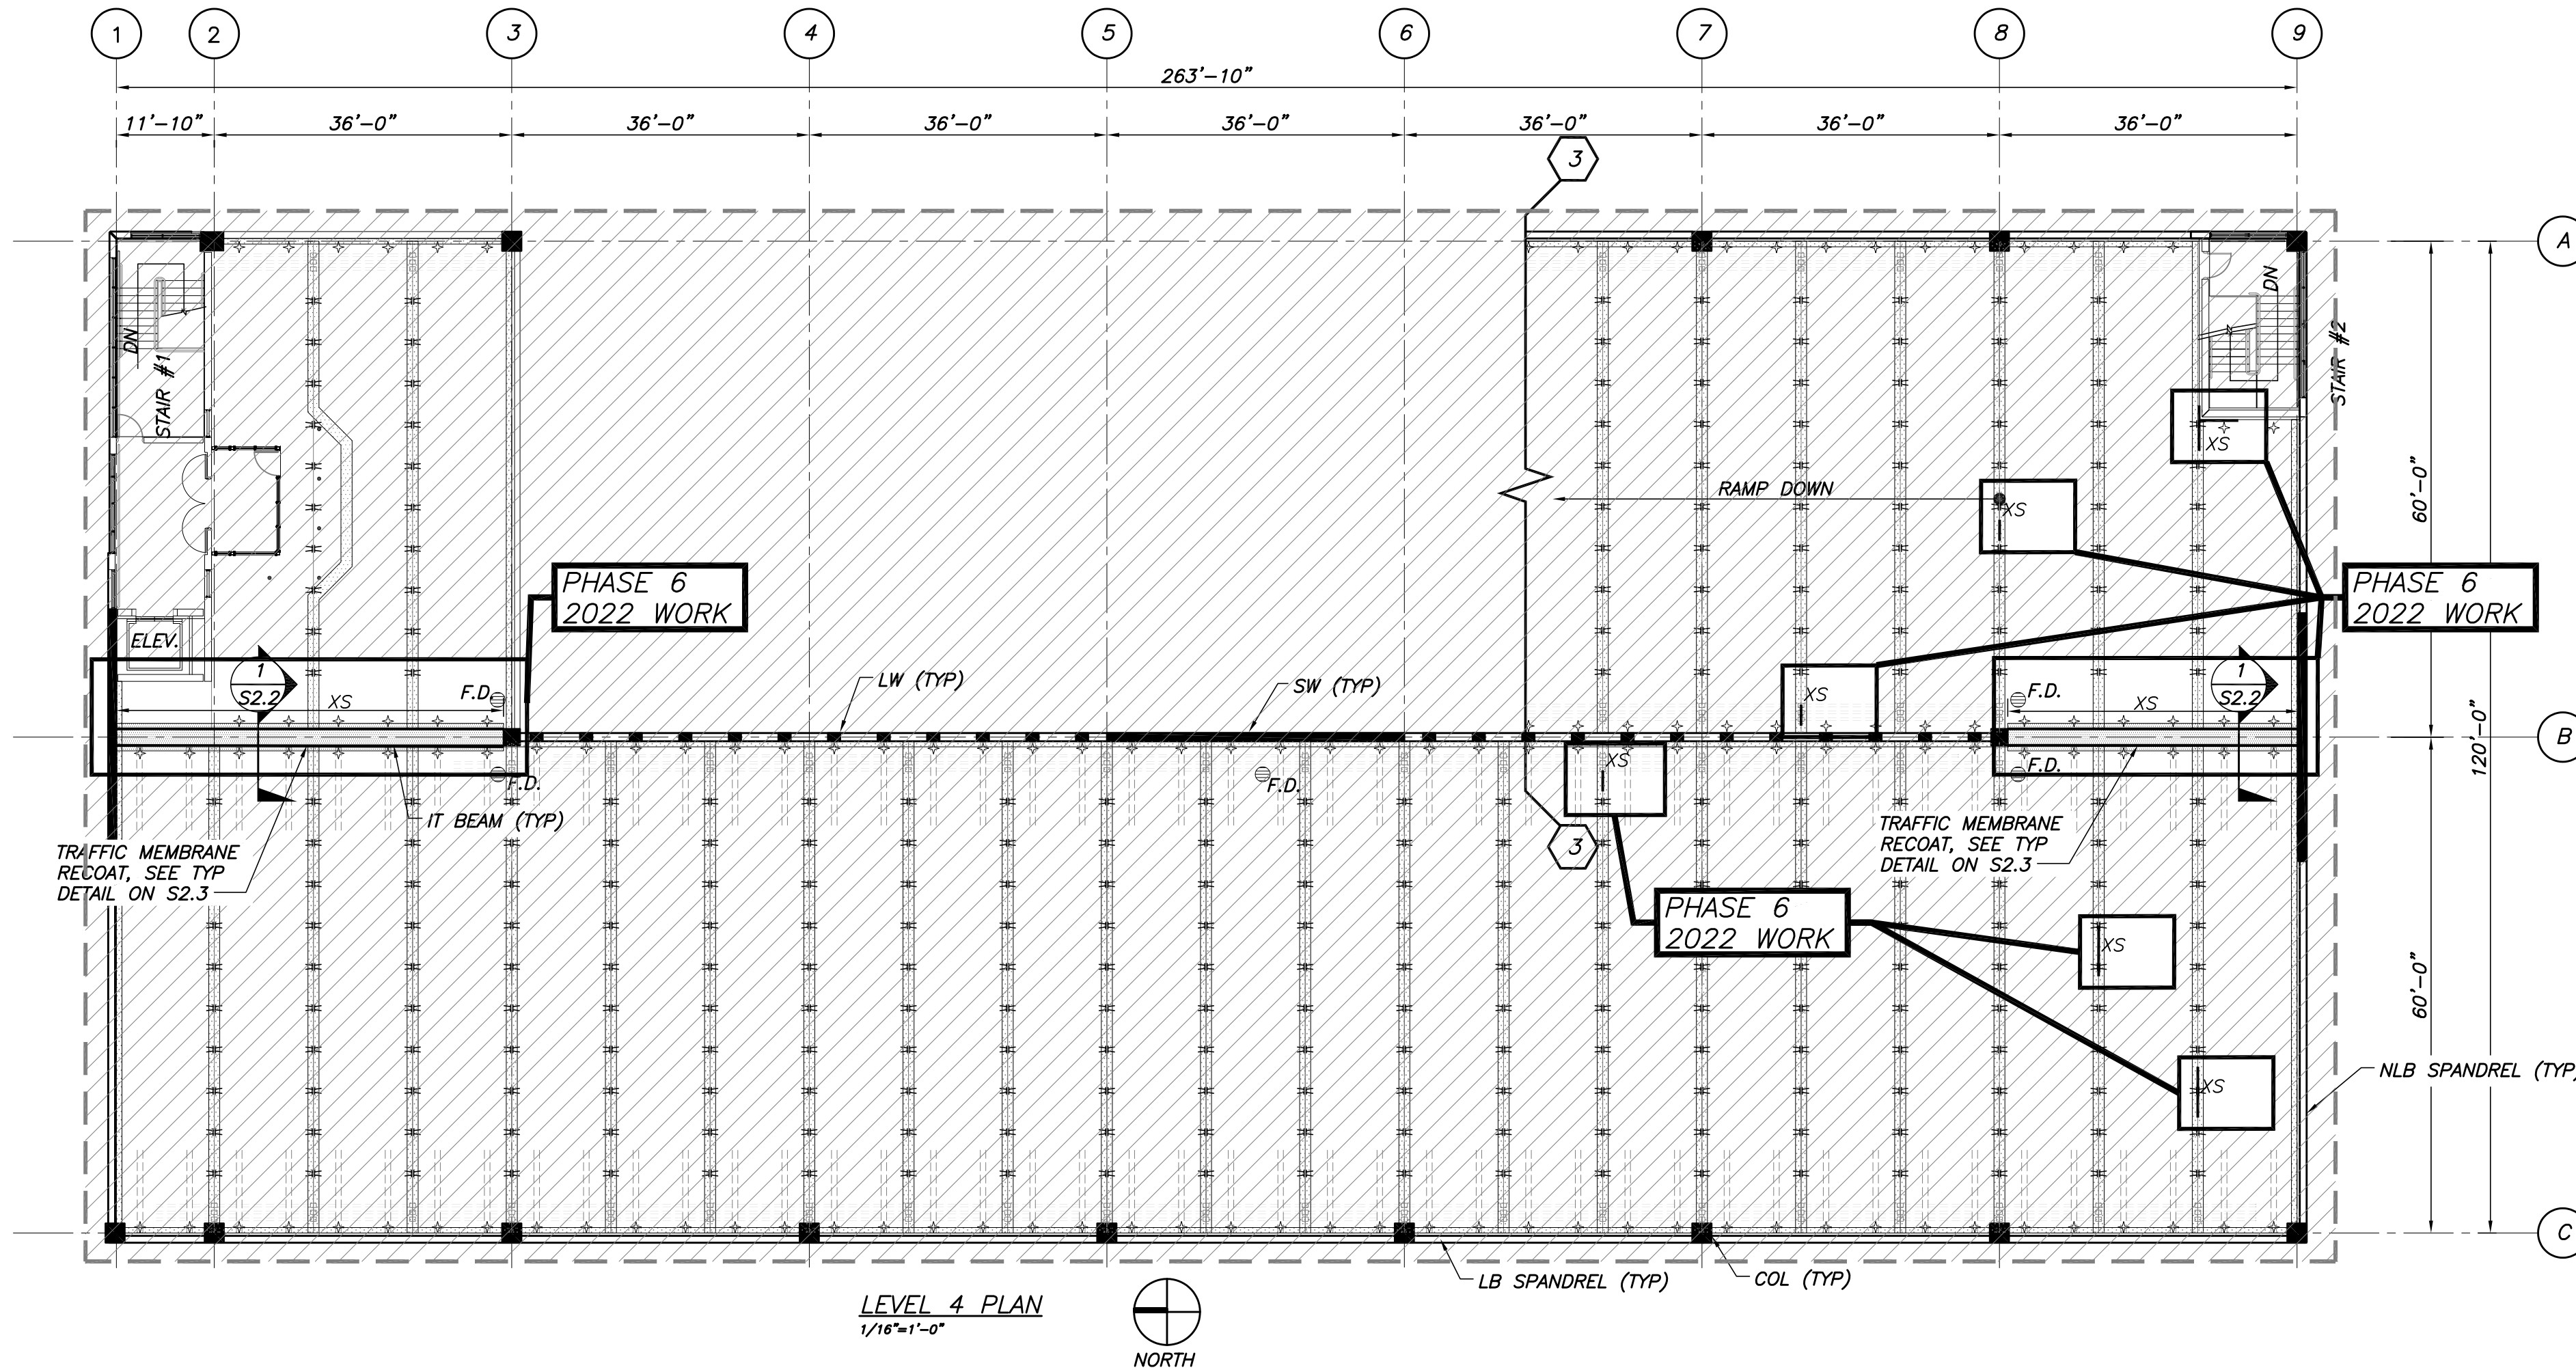 1 2 3 4 5 6 7 8 9
263'-10"
11'-10" 36'-0" 36'-0" 36'-0" 36'-0" 36'-0" 36'-0" 36'-0"
3
A
DN
STAIR #1
DN
STAIR #2
XS
60'-0"
RAMP DOWN
XS
PHASE 6
2022 WORK
PHASE 6
2022 WORK
ELEV.
1
S2.2
XS
F.D.
LW (TYP)
SW (TYP)
XS
F.D.
XS
1
S2.2
B
120'-0"
F.D.
F.D.
XS
F.D.
IT BEAM (TYP)
TRAFFIC MEMBRANE
RECOAT, SEE TYP
DETAIL ON S2.3
3
TRAFFIC MEMBRANE
RECOAT, SEE TYP
DETAIL ON S2.3
PHASE 6
2022 WORK
XS
60'-0"
XS
NLB SPANDREL (TYP)
C
LB SPANDREL (TYP)
COL (TYP)
LEVEL 4 PLAN
1/16"=1'-0"
NORTH